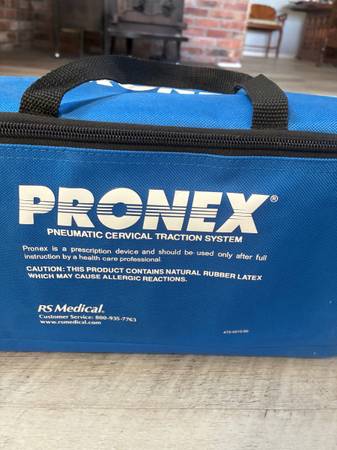 PRONEX
PRONEX®
PNEUMATIC CERVICAL TRACTION SYSTEM
Pronex is a prescription device and should be used only after full
instruction by a health care professional.
CAUTION: THIS PRODUCT CONTAINS NATURAL RUBBER LATEX
WHICH MAY CAUSE ALLERGIC REACTIONS.
RS Medical.
Customer Service: 800-935-7763
www.rsmedical.com